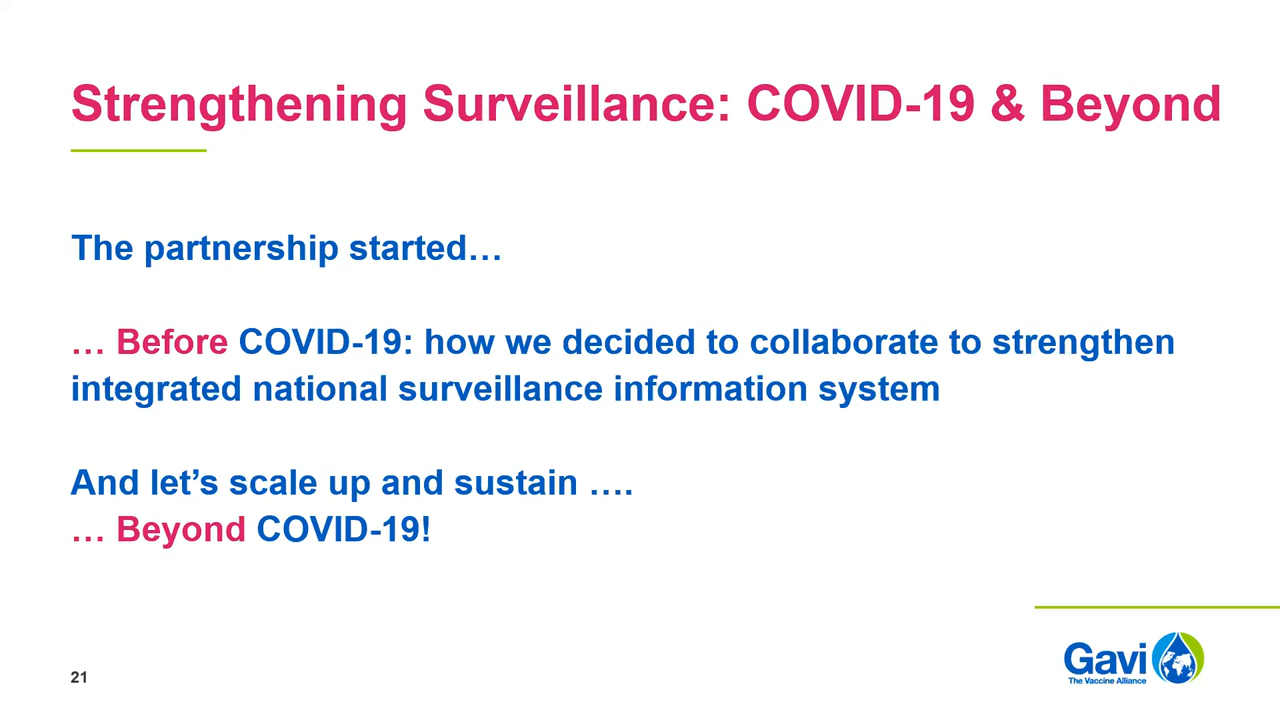 Strengthening Surveillance: COVID-19 & Beyond
The partnership started…
… Before COVID-19: how we decided to collaborate to strengthen
integrated national surveillance information system
And let’s scale up and sustain ….
… Beyond COVID-19!
21
Gavi
The Vaccine Alliance